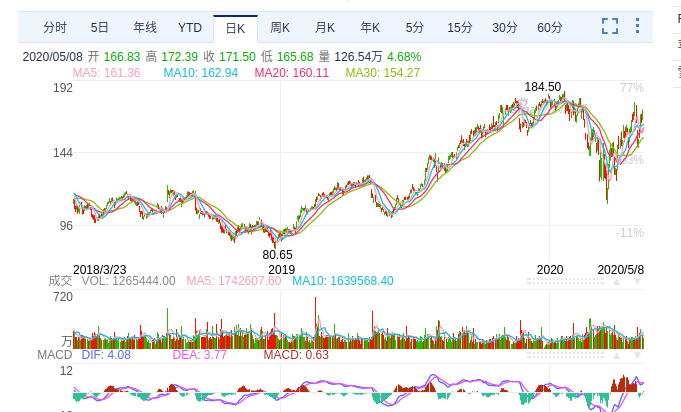 分时 5日 年线 YTD 日K 周K 月K 年K 5分 15分 30分 60分
2020/05/08 开 166.83 高 172.39 收 171.50 低 165.68 量 126.54万 4.68%
MA5: 161.36 MA10: 162.94 MA20: 160.11 MA30: 154.27
192 184.50 77%
144
96 -11%
80.65
2018/3/23 2019 2020 2020/5/8
成交 VOL: 1265444.00 MA5: 1742607.60 MA10: 1639568.40
720
万
MACD DIF: 4.08 DEA: 3.77 MACD: 0.63
12